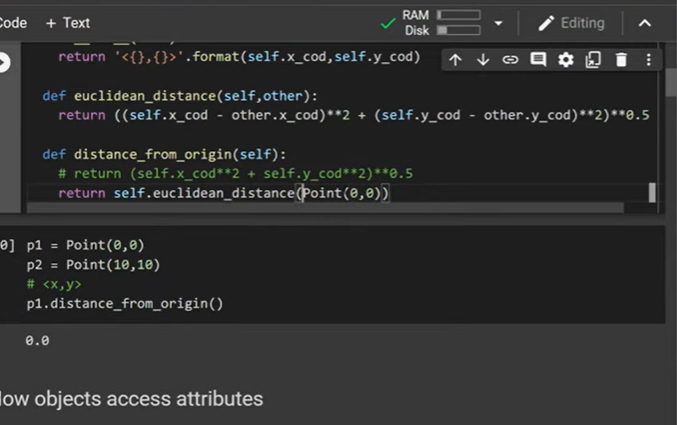 Code + Text
RAM
Disk
Editing
return '<{},{}>'.format(self.x_cod,self.y_cod)
def euclidean_distance(self,other):
return ((self.x_cod - other.x_cod)**2 + (self.y_cod - other.y_cod)**2)**0.5
def distance_from_origin(self):
# return (self.x_cod**2 + self.y_cod**2)**0.5
return self.euclidean_distance(Point(0,0))
0] p1 = Point(0,0)
p2 = Point(10,10)
# <x,y>
p1.distance_from_origin()
0.0
How objects access attributes